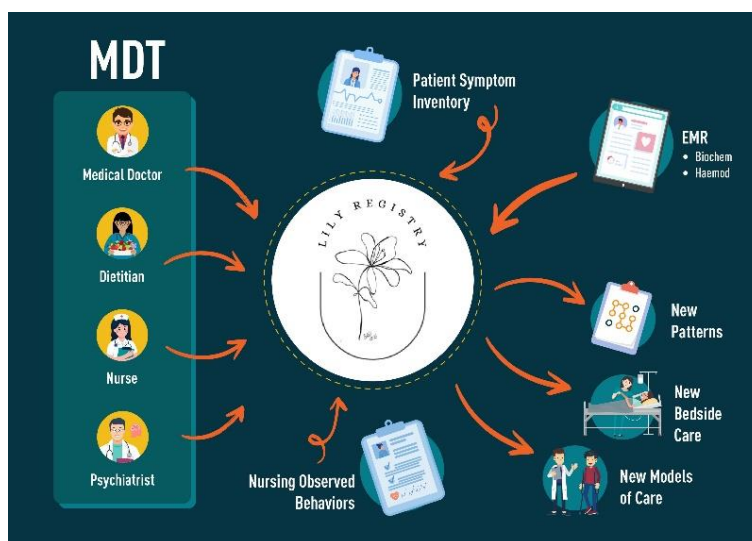 MDT
Medical Doctor
Dietitian
Nurse
Psychiatrist
Patient Symptom
Inventory
EMR
• Biochem
• Haemod
LILY REGISTRY
New
Patterns
New
Bedside
Care
New Models
of Care
Nursing Observed
Behaviors